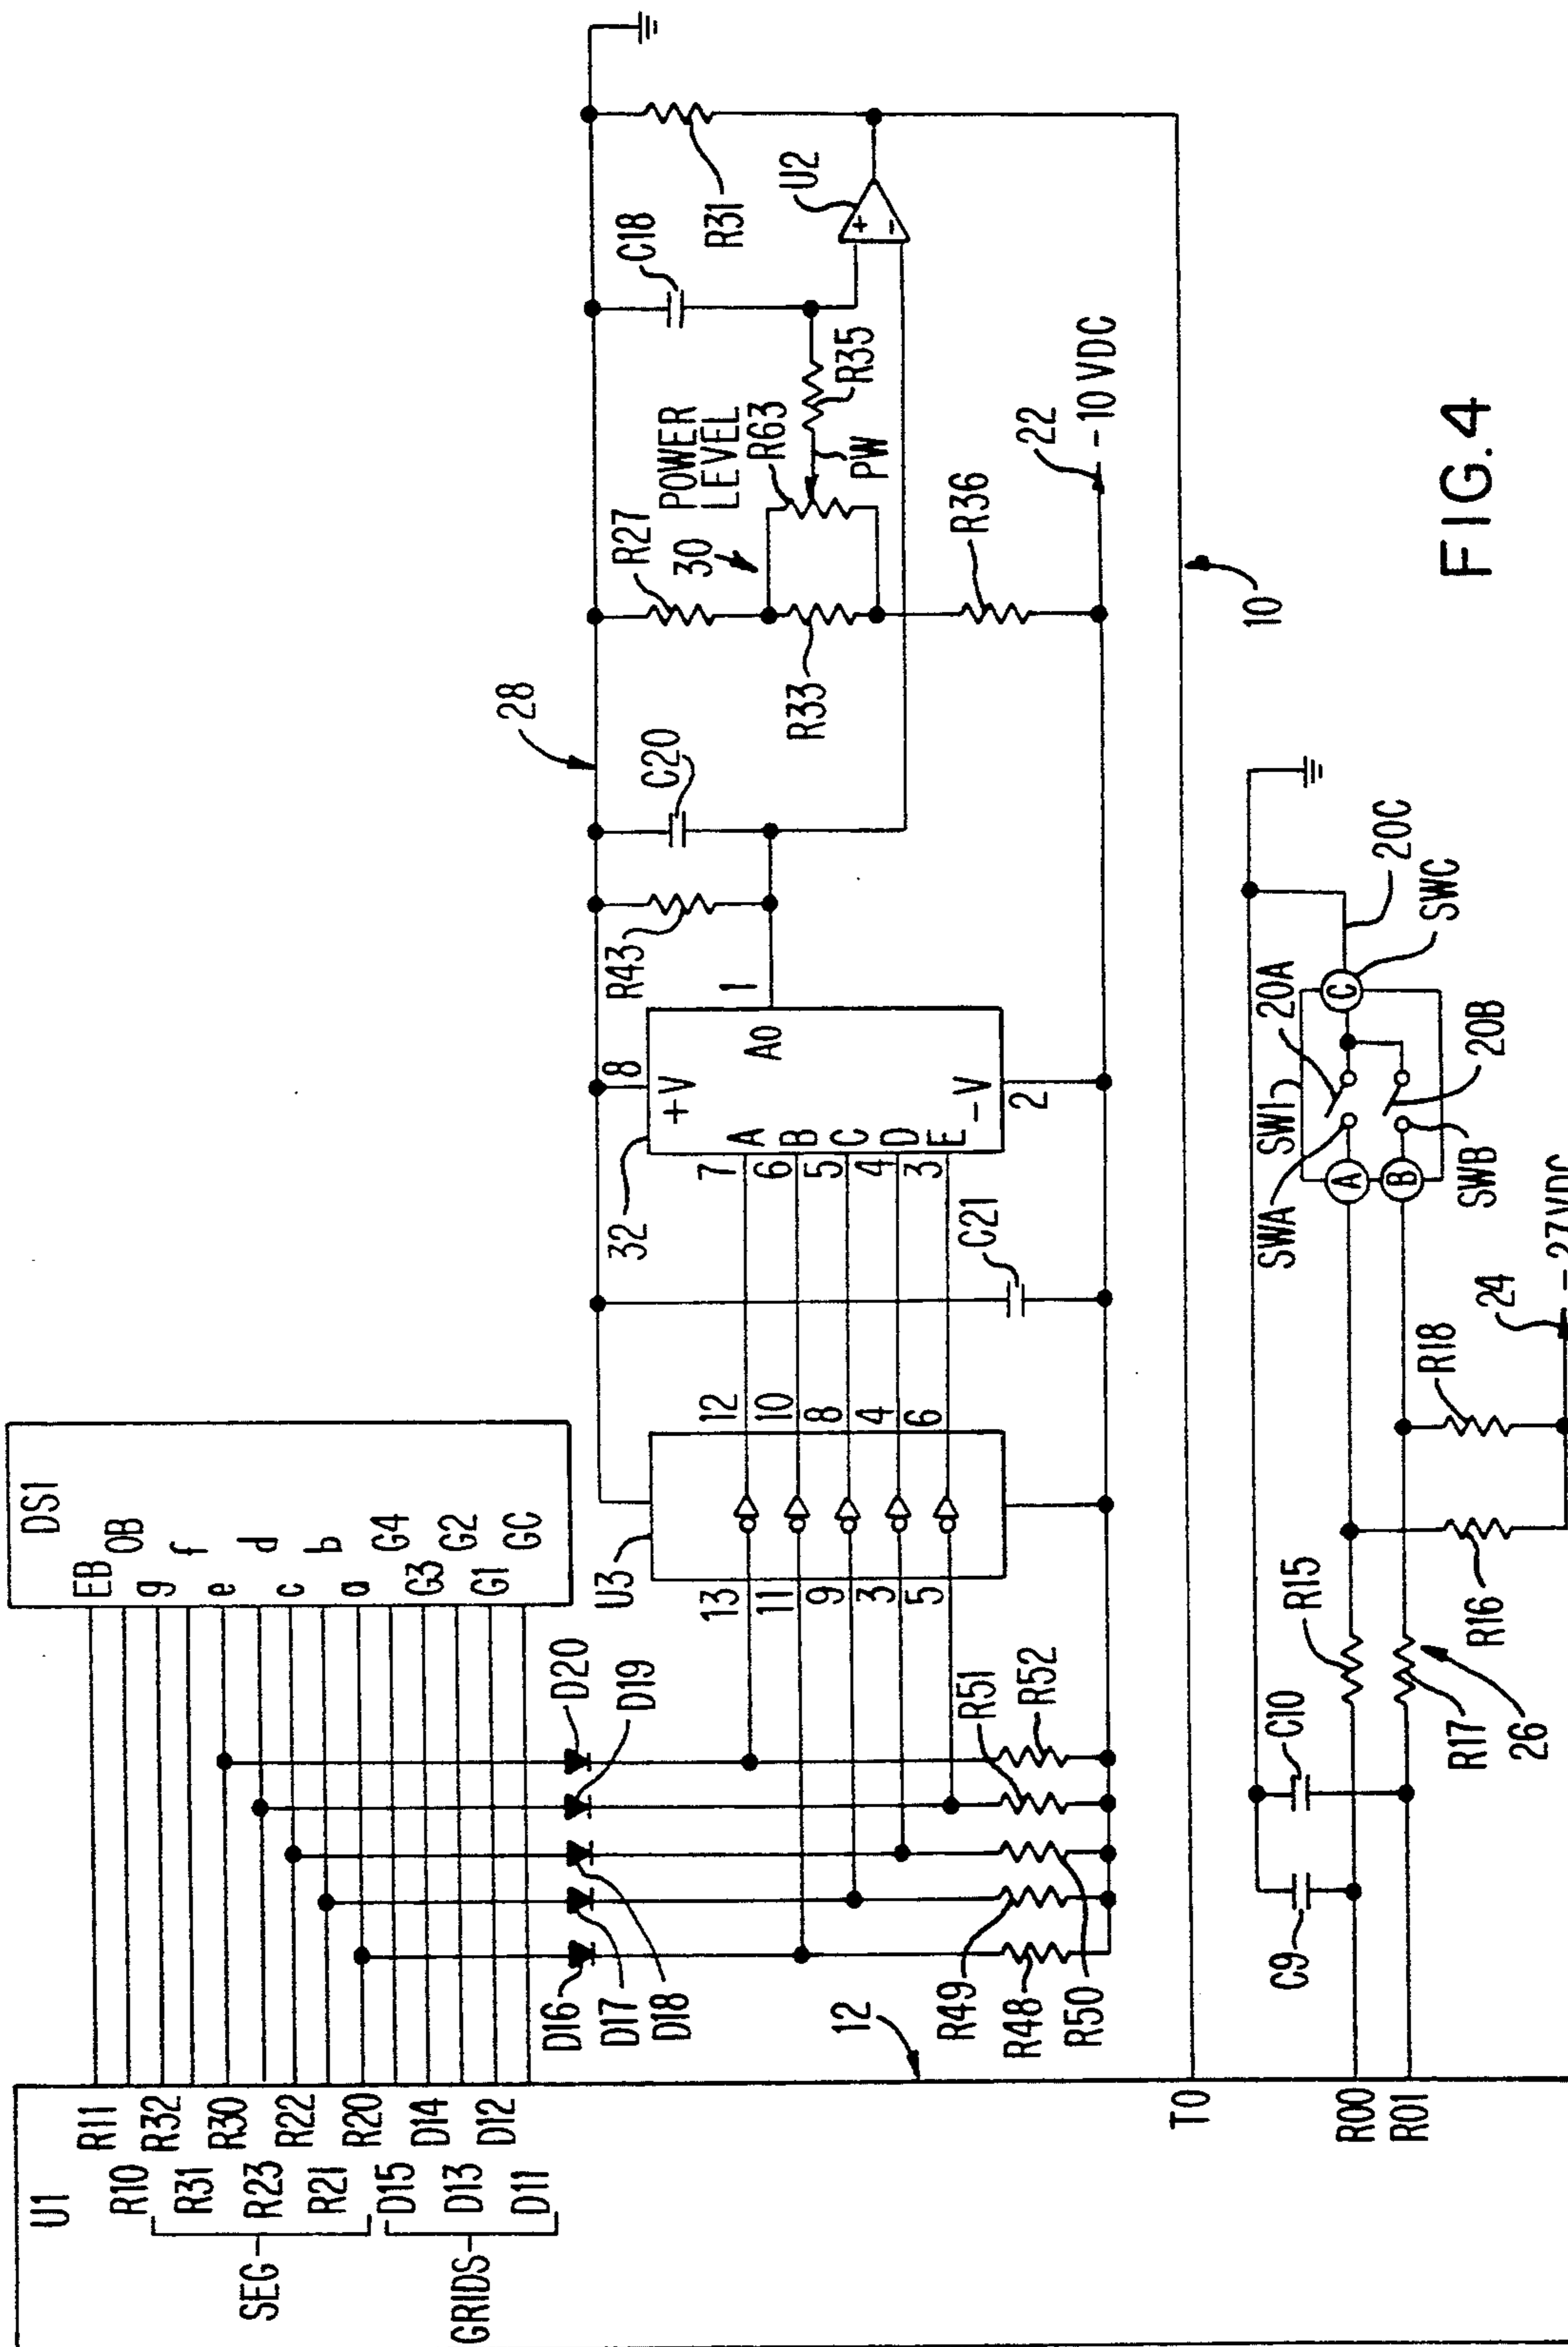 U1
R11
R10
R32
R31
R30
R23
R22
R21
R20
D15
D14
D13
D12
D11
SEG
GRIDS
T0
R00
R01
DS1
EB
OB
g
f
e
d
c
b
a
G4
G3
G2
G1
GC
D16
D17
D18
D19
D20
R49
R48
R50
R51
R52
12
U3
13
11
9
3
5
12
10
8
4
6
C21
32
7
6
5
4
3
A
B
C
D
E
+V
-V
A0
8
2
1
R43
C20
28
R27
30
R33
POWER
LEVEL
R63
PW
R35
R36
22
-10 VDC
C18
U2
+
-
R31
10
C9
C10
R15
R17
26
R16
R18
24
-27 VDC
SWA
SW1
20A
A
B
C
SWB
20B
SWC
20C
FIG.4